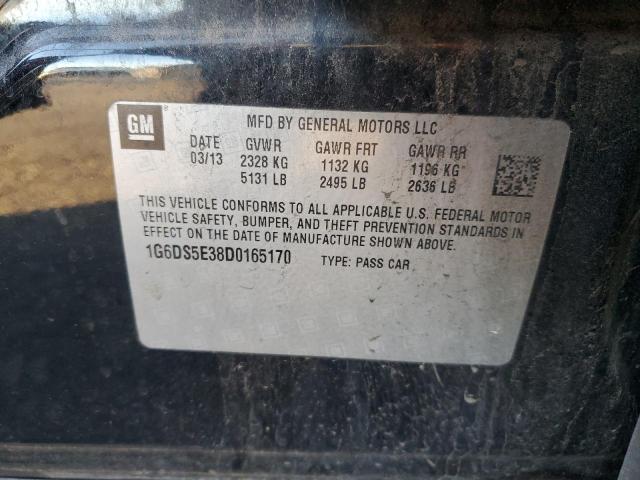 GM
MFD BY GENERAL MOTORS LLC
DATE GVWR GAWR FRT GAWR RR
03/13 2328 KG 1132 KG 1196 KG
5131 LB 2495 LB 2636 LB
THIS VEHICLE CONFORMS TO ALL APPLICABLE U.S. FEDERAL MOTOR
VEHICLE SAFETY, BUMPER, AND THEFT PREVENTION STANDARDS IN
EFFECT ON THE DATE OF MANUFACTURE SHOWN ABOVE.
1G6DS5E38D0165170 TYPE: PASS CAR